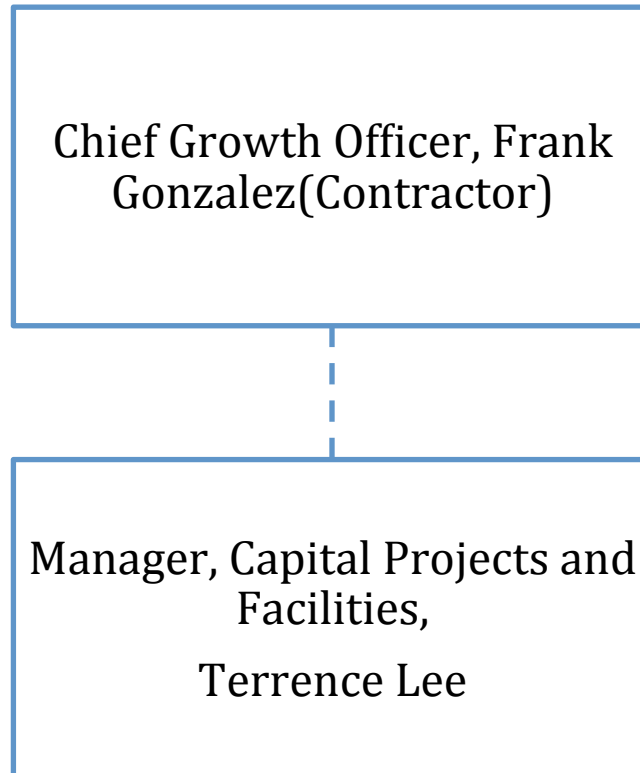 Chief Growth Officer, Frank
Gonzalez(Contractor)
Manager, Capital Projects and
Facilities,
Terrence Lee